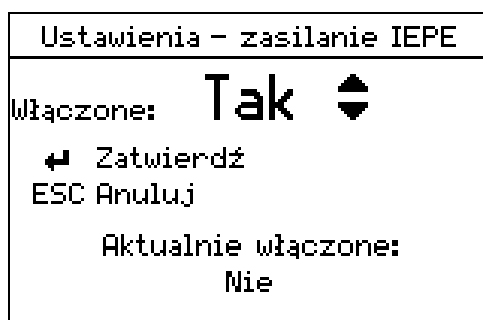 Ustawienia – zasilanie IEPE
Włączone: Tak
↵ Zatwierdź
ESC Anuluj
Aktualnie włączone:
Nie